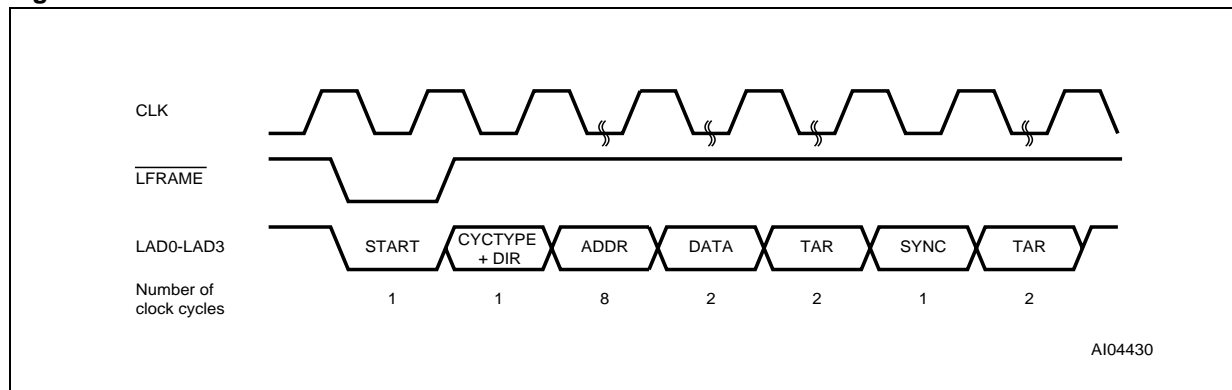 CLK
LFRAME
LAD0-LAD3
START
CYCTYPE
+ DIR
ADDR
DATA
TAR
SYNC
TAR
Number of
clock cycles
1
1
8
2
2
1
2
AI04430